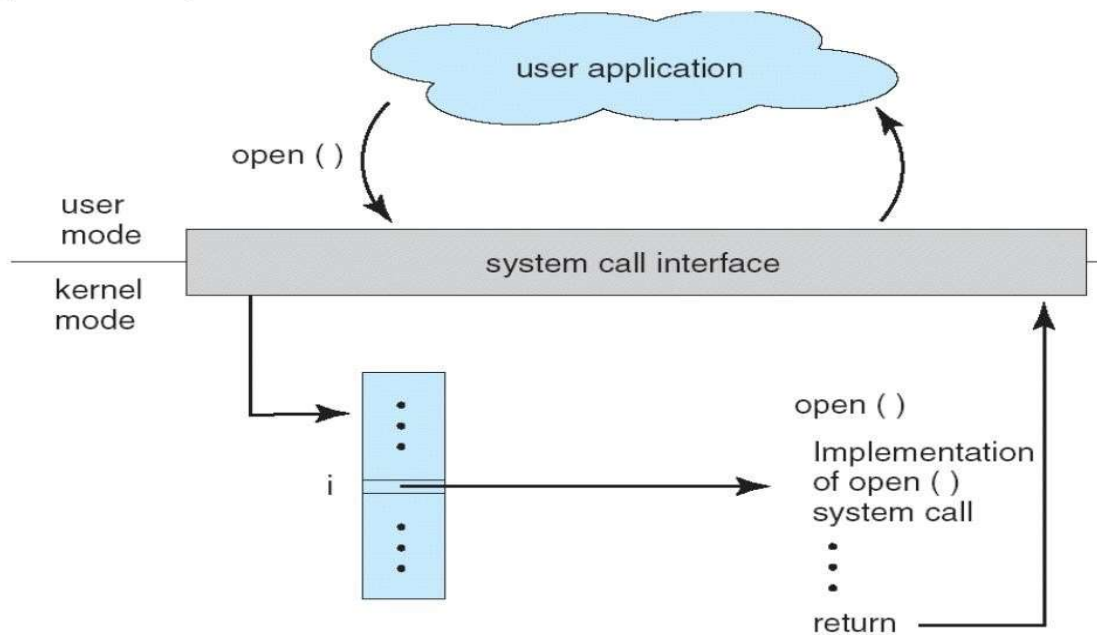 user application
open ( )
user
mode
system call interface
kernel
mode
open ( )
Implementation
of open ( )
system call
i
return